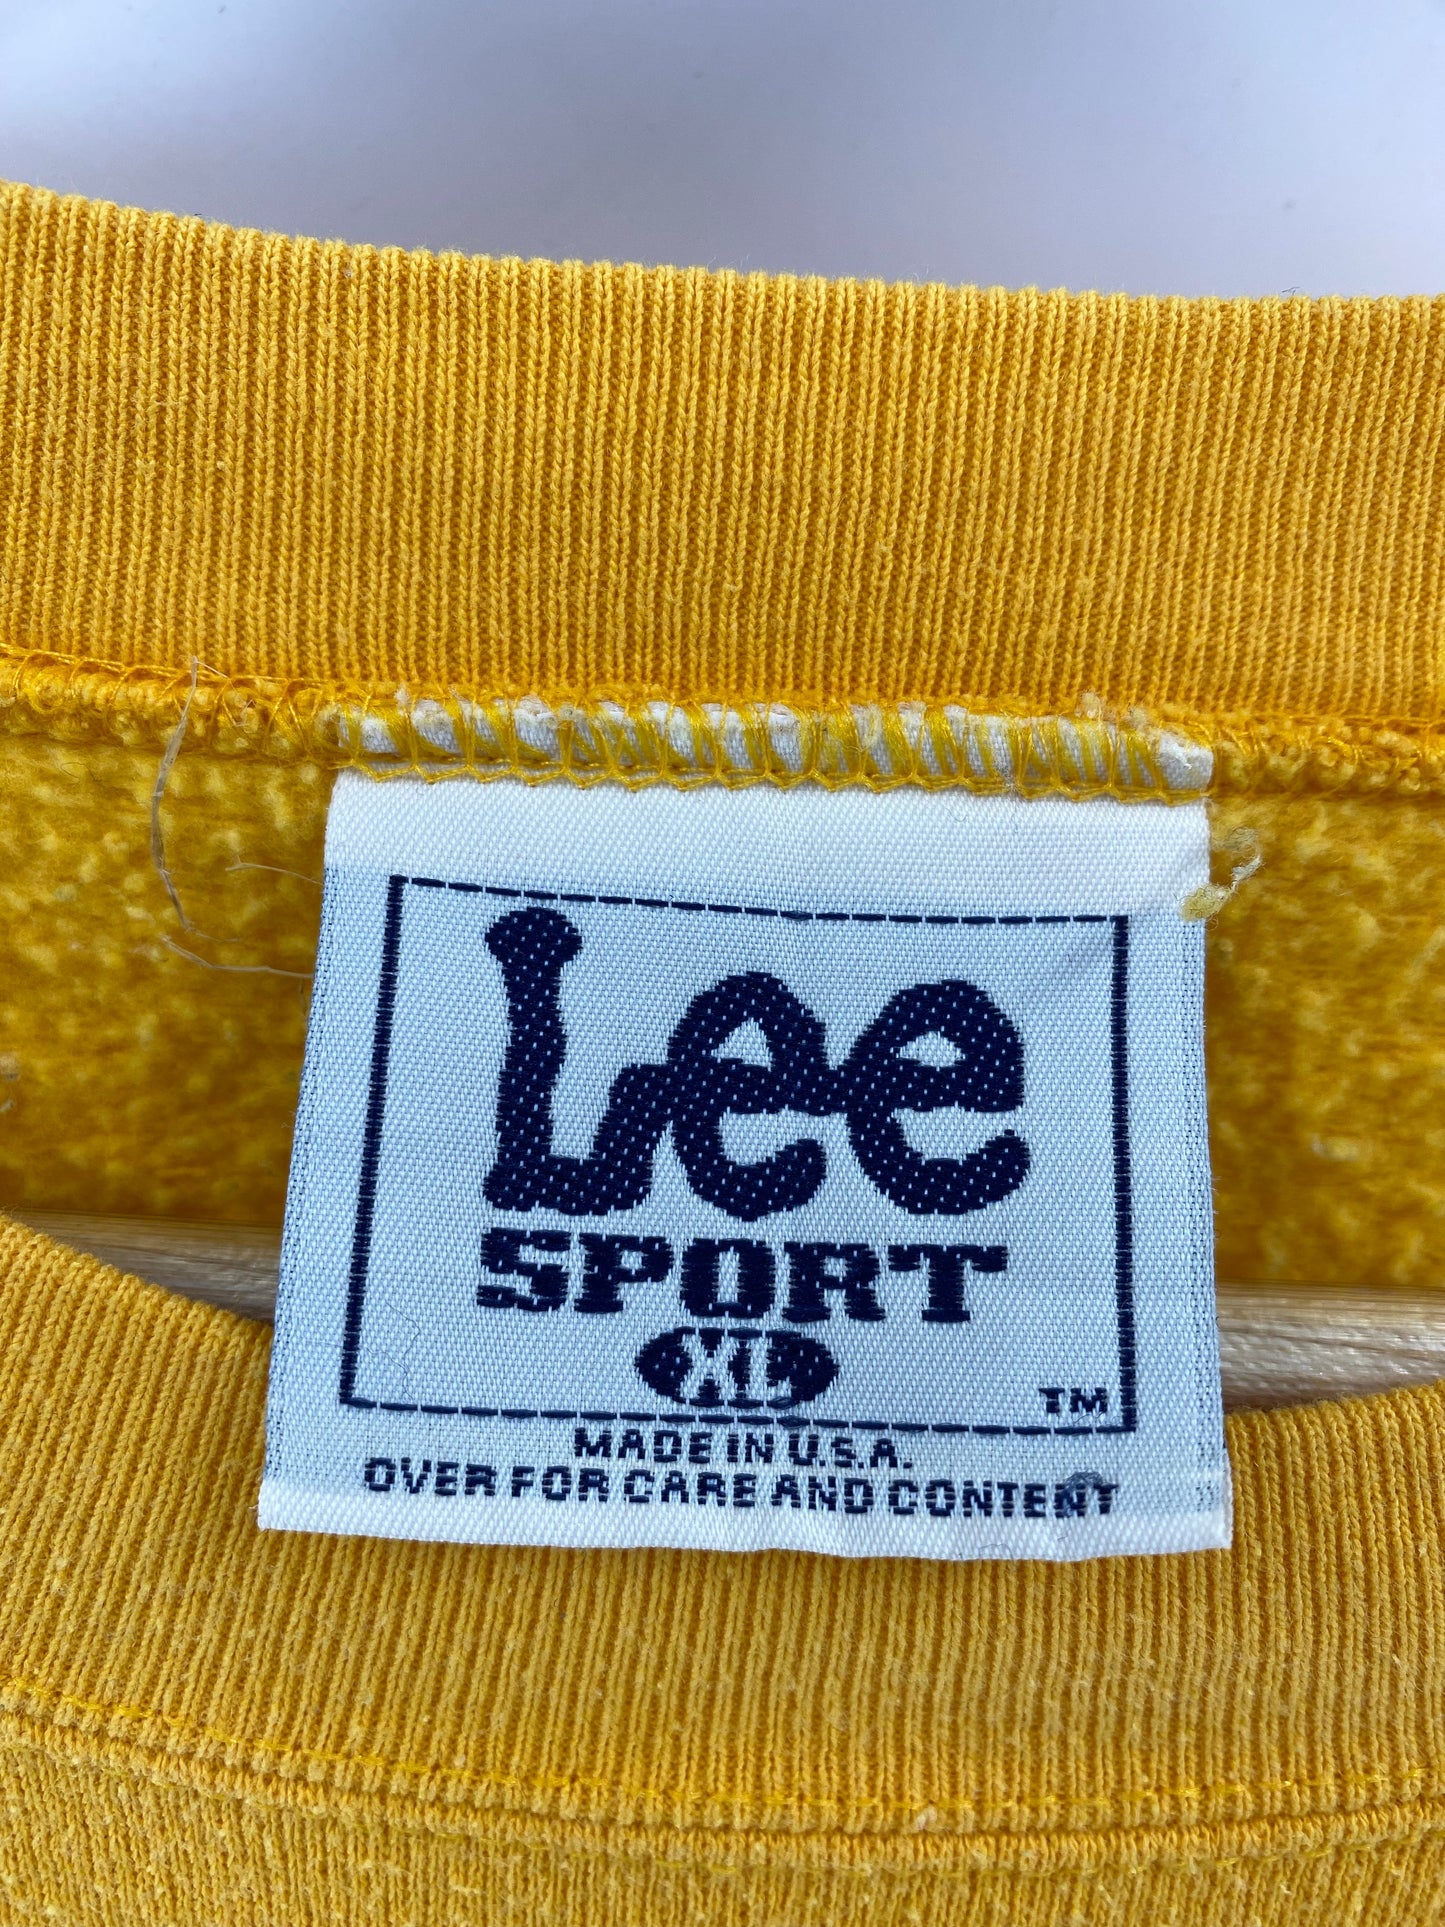 Lee
SPORT
XL
TM
MADE IN U.S.A.
OVER FOR CARE AND CONTENT